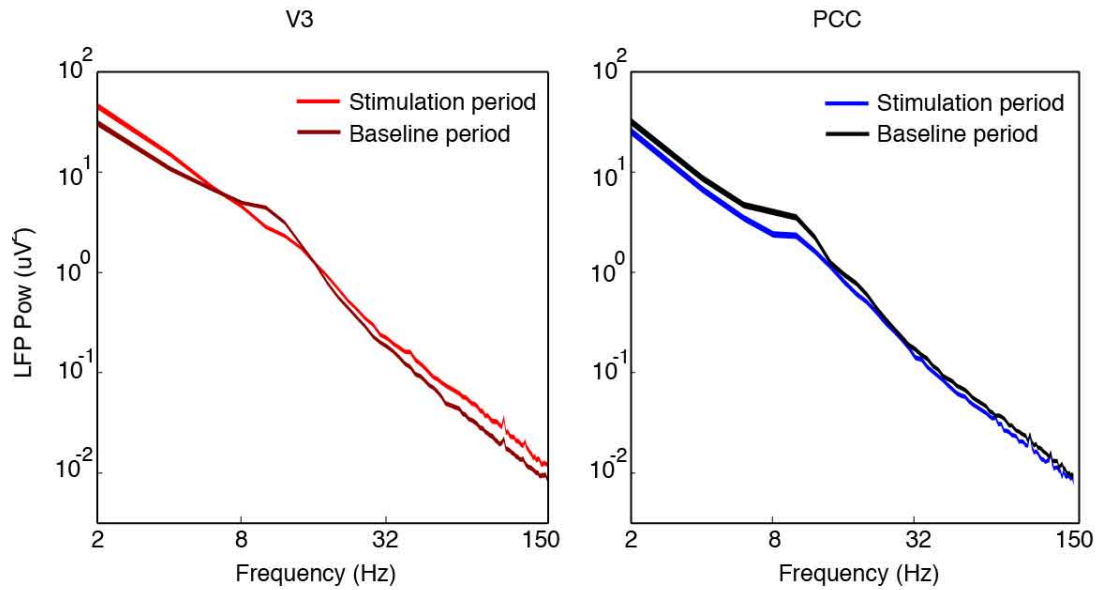 V3
10²
10¹
10⁰
10⁻¹
10⁻²
LFP Pow (uV²)
Stimulation period
Baseline period
2 8 32 150
Frequency (Hz)
PCC
10²
10¹
10⁰
10⁻¹
10⁻²
Stimulation period
Baseline period
2 8 32 150
Frequency (Hz)